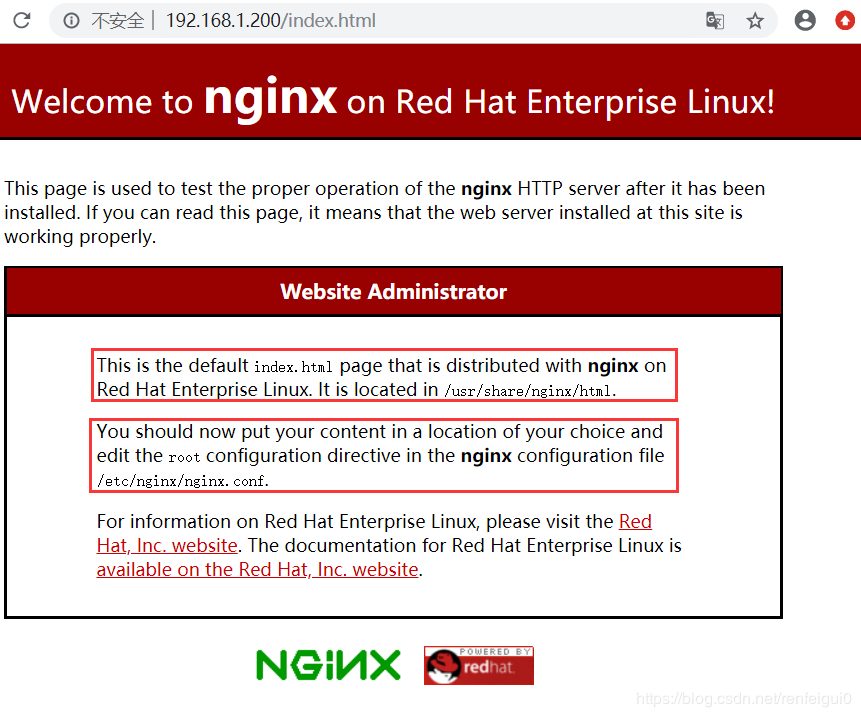 不安全 | 192.168.1.200/index.html
Welcome to nginx on Red Hat Enterprise Linux!
This page is used to test the proper operation of the nginx HTTP server after it has been
installed. If you can read this page, it means that the web server installed at this site is
working properly.
Website Administrator
This is the default index.html page that is distributed with nginx on
Red Hat Enterprise Linux. It is located in /usr/share/nginx/html.
You should now put your content in a location of your choice and
edit the root configuration directive in the nginx configuration file
/etc/nginx/nginx.conf.
For information on Red Hat Enterprise Linux, please visit the Red
Hat, Inc. website. The documentation for Red Hat Enterprise Linux is
available on the Red Hat, Inc. website.
NGINX
POWERED BY
redhat.
https://blog.csdn.net/renfeigui0